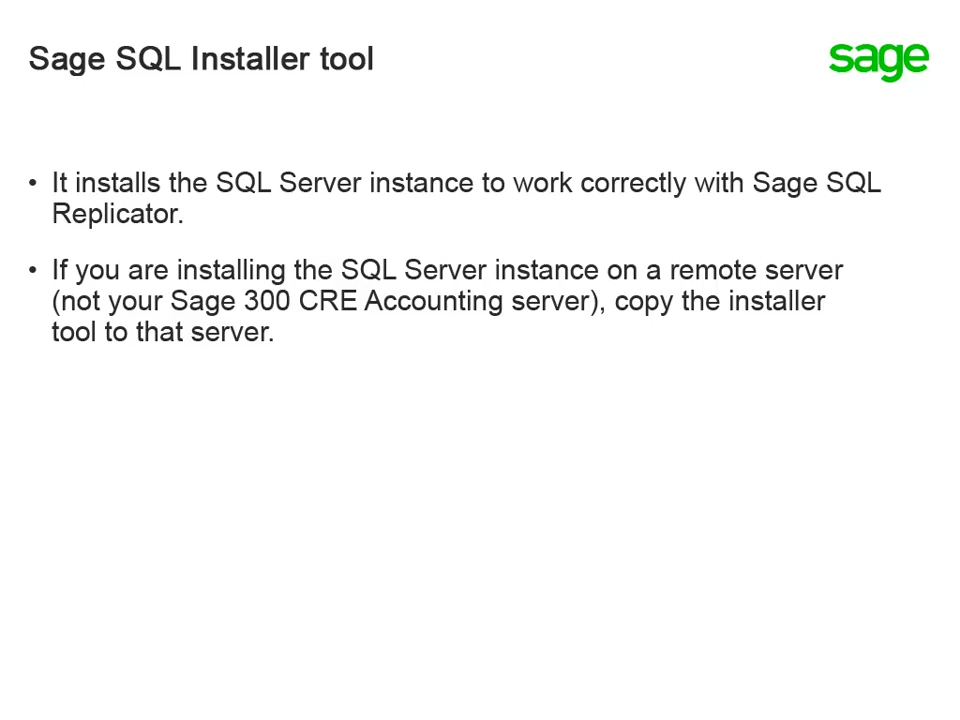 Sage SQL Installer tool
sage
• It installs the SQL Server instance to work correctly with Sage SQL
Replicator.
• If you are installing the SQL Server instance on a remote server
(not your Sage 300 CRE Accounting server), copy the installer
tool to that server.